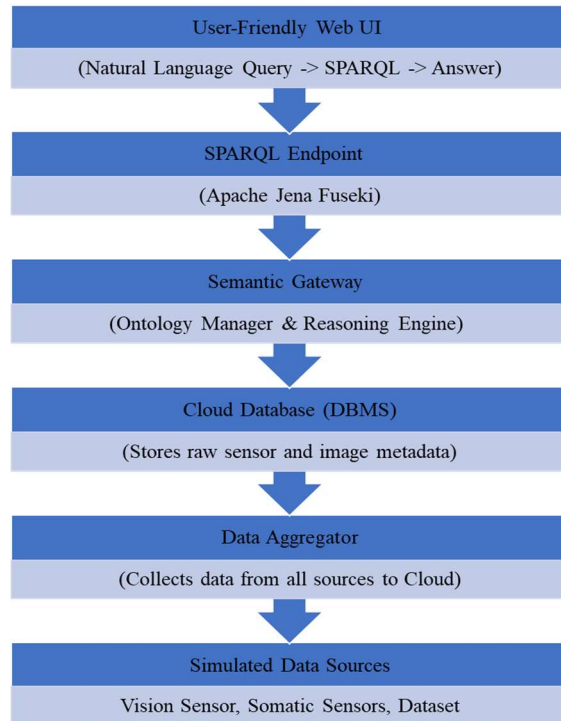 User-Friendly Web UI
(Natural Language Query -> SPARQL -> Answer)
SPARQL Endpoint
(Apache Jena Fuseki)
Semantic Gateway
(Ontology Manager & Reasoning Engine)
Cloud Database (DBMS)
(Stores raw sensor and image metadata)
Data Aggregator
(Collects data from all sources to Cloud)
Simulated Data Sources
Vision Sensor, Somatic Sensors, Dataset